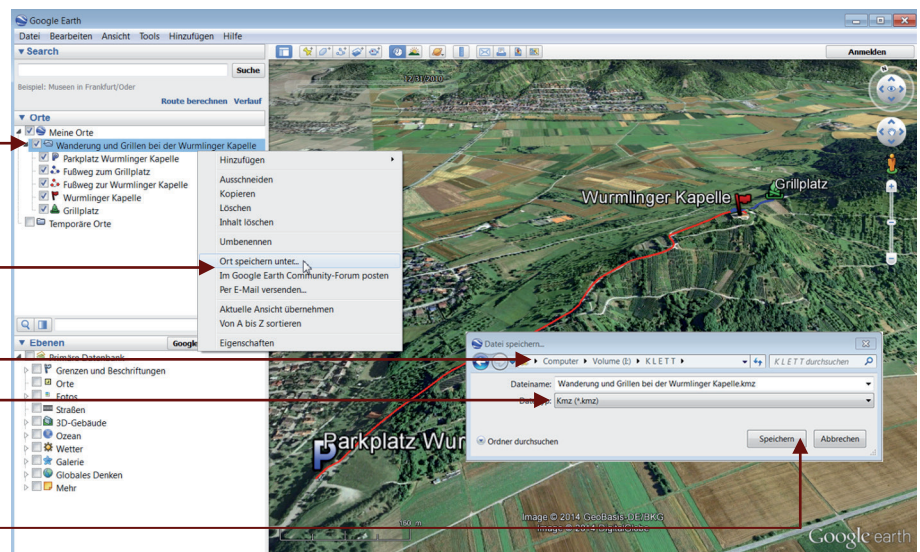 Google Earth
Datei Bearbeiten Ansicht Tools Hinzufügen Hilfe
Search
Suche
Beispiel: Museen in Frankfurt/Oder
Route berechnen Verlauf
Orte
Meine Orte
Wanderung und Grillen bei der Wurmlinger Kapelle
Parkplatz Wurmlinger Kapelle
Fußweg zum Grillplatz
Fußweg zur Wurmlinger Kapelle
Wurmlinger Kapelle
Grillplatz
Temporäre Orte
Hinzufügen
Ausschneiden
Kopieren
Löschen
Inhalt löschen
Umbenennen
Ort speichern unter...
Im Google Earth Community-Forum posten
Per E-Mail versenden...
Aktuelle Ansicht übernehmen
Von A bis Z sortieren
Eigenschaften
Ebenen
Google
Primäre Datenbank
Grenzen und Beschriftungen
Orte
Fotos
Straßen
3D-Gebäude
Ozean
Wetter
Galerie
Globales Denken
Mehr
Anmelden
12/31/2010
N
Grillplatz
Wurmlinger Kapelle
Parkplatz Wur
P
Datei speichern...
Computer Volume (I:) K L E T T
K L E T T durchsuchen
Dateiname: Wanderung und Grillen bei der Wurmlinger Kapelle.kmz
Kmz (*.kmz)
Ordner durchsuchen
Speichern
Abbrechen
160 m
Image © 2014 GeoBasis-DE/BKG
Image © 2014 DigitalGlobe
Google earth